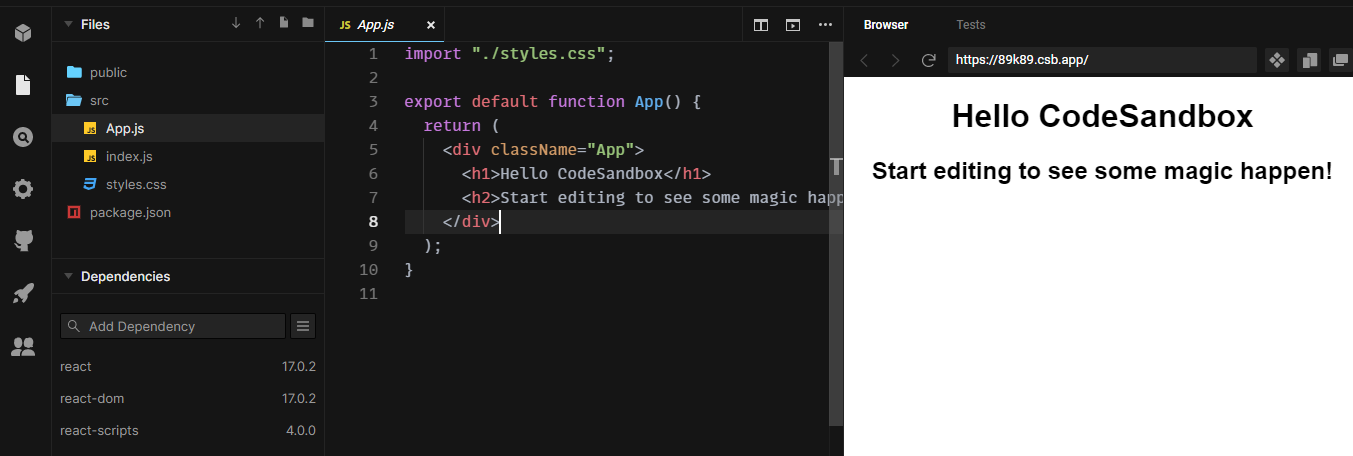 Files
public
src
JS App.js
JS index.js
styles.css
package.json
Dependencies
Add Dependency
react 17.0.2
react-dom 17.0.2
react-scripts 4.0.0
JS App.js
1 import "./styles.css";
2
3 export default function App() {
4 return (
5 <div className="App">
6 <h1>Hello CodeSandbox</h1>
7 <h2>Start editing to see some magic happ
8 </div>
9 );
10 }
11
Browser Tests
https://89k89.csb.app/
Hello CodeSandbox
Start editing to see some magic happen!